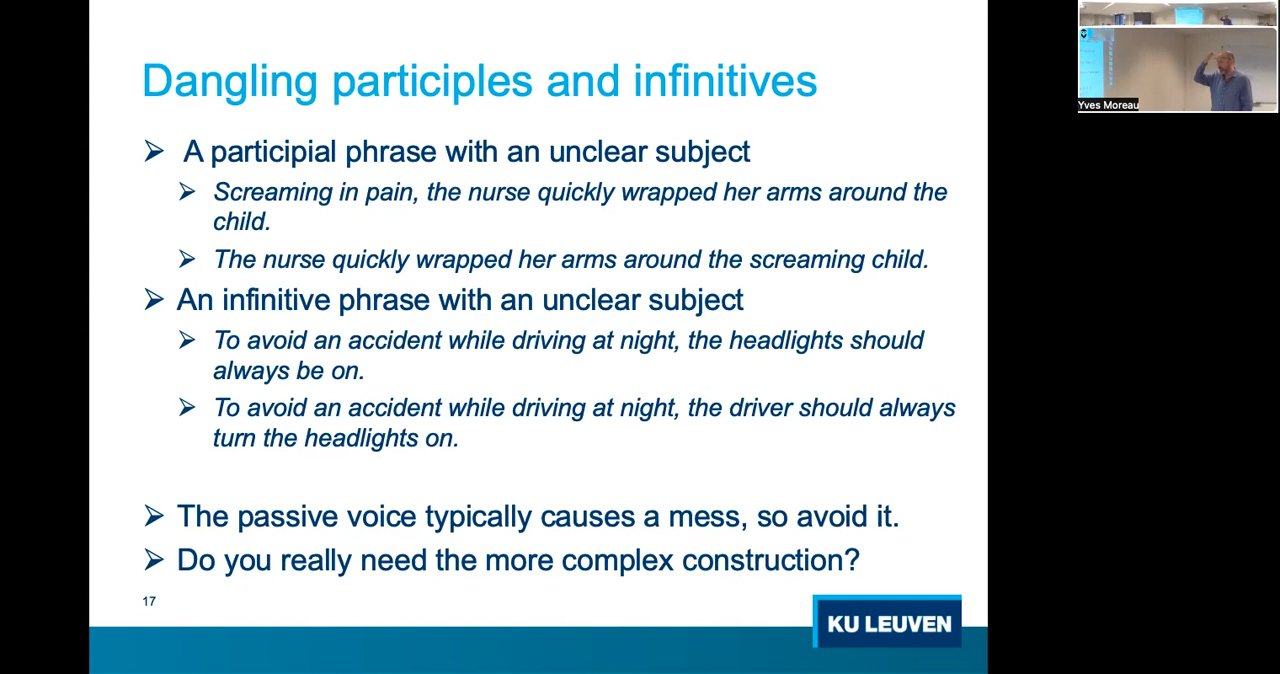 Dangling participles and infinitives
A participial phrase with an unclear subject
Screaming in pain, the nurse quickly wrapped her arms around the
child.
The nurse quickly wrapped her arms around the screaming child.
An infinitive phrase with an unclear subject
To avoid an accident while driving at night, the headlights should
always be on.
To avoid an accident while driving at night, the driver should always
turn the headlights on.
The passive voice typically causes a mess, so avoid it.
Do you really need the more complex construction?
17
KU LEUVEN
Yves Moreau